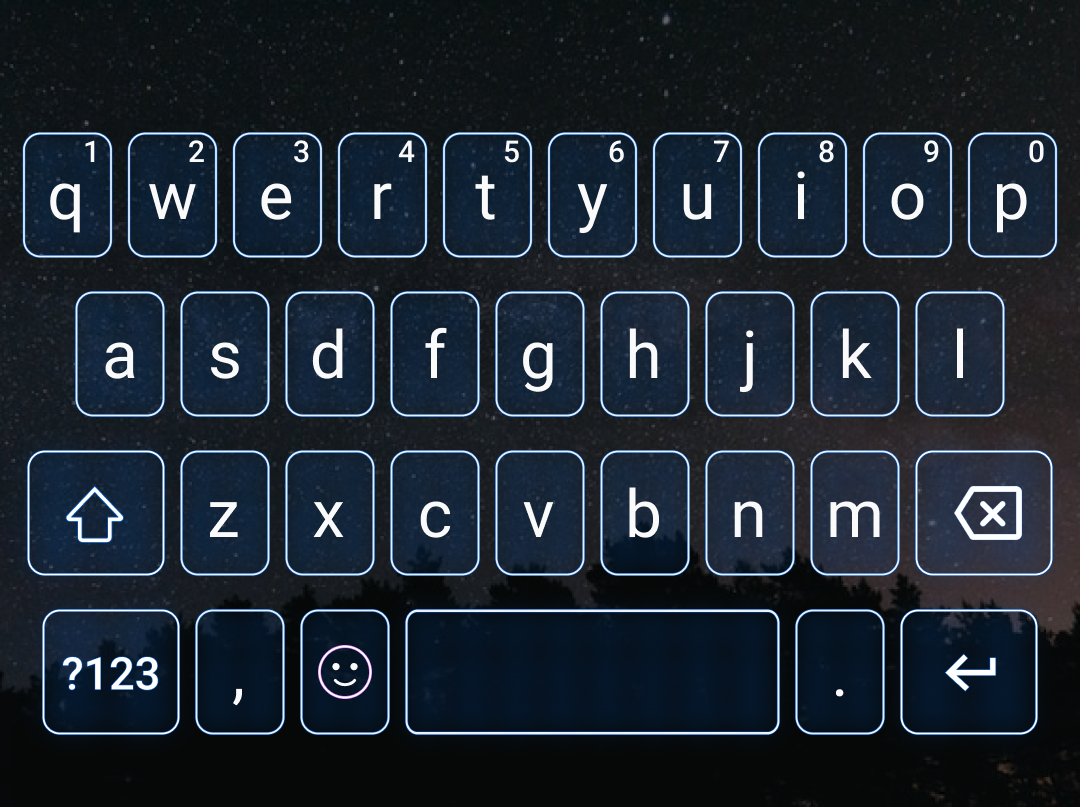 1 2 3 4 5 6 7 8 9 0
q w e r t y u i o p
a s d f g h j k l
z x c v b n m
?123 , .